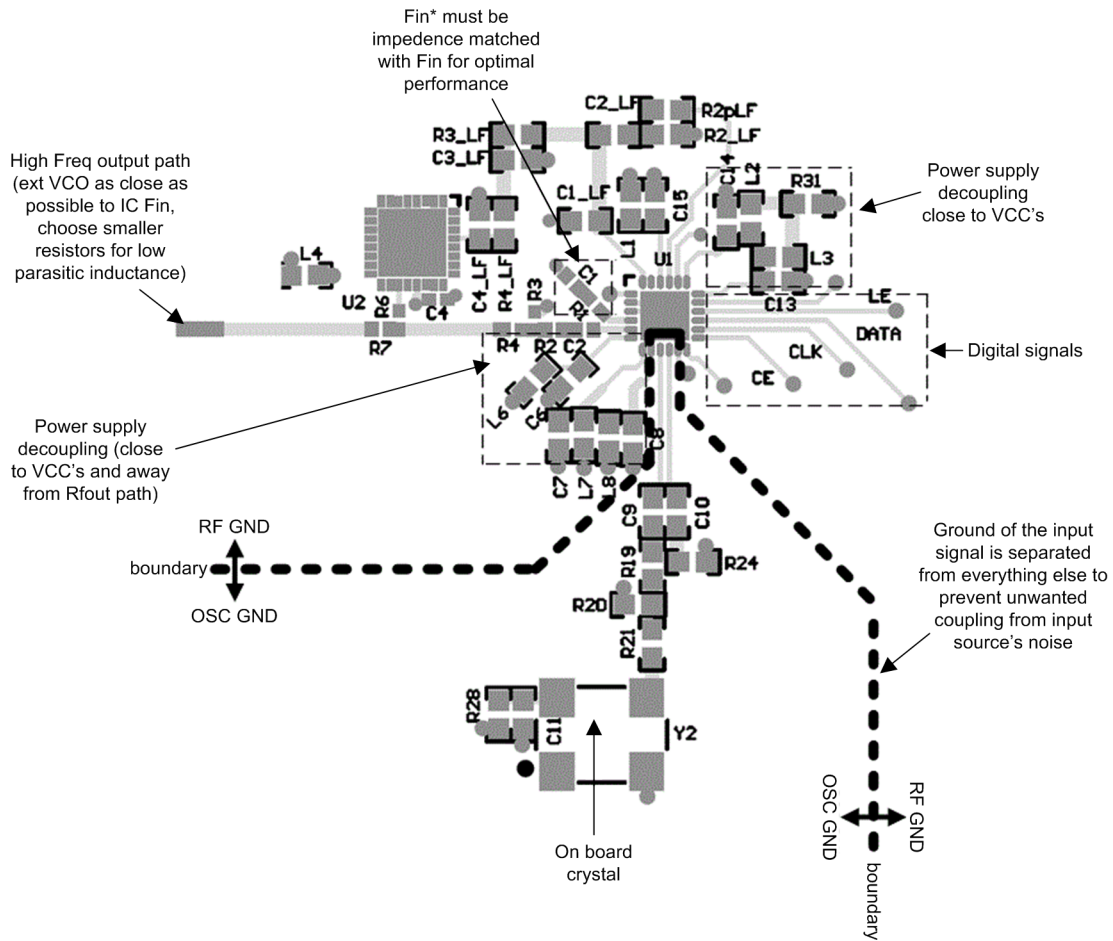 Fin* must be
impedence matched
with Fin for optimal
performance
High Freq output path
(ext VCO as close as
possible to IC Fin,
choose smaller
resistors for low
parasitic inductance)
C2_LF
R2pLF
R3_LF
R2_LF
C3_LF
C14
L2
R31
Power supply
decoupling
close to VCC's
C1_LF
C15
L1
U1
L4
C4_LF
R4_LF
L3
C1
U2
R6
C4
R3
C13
LE
DATA
R7
R4
R2
C2
CLK
Digital signals
CE
Power supply
decoupling (close
to VCC's and away
from Rfout path)
L6
C6
C8
C7
L7
L8
C9
C10
RF GND
boundary
OSC GND
R19
R24
R20
R21
Ground of the input
signal is separated
from everything else to
prevent unwanted
coupling from input
source's noise
R28
C11
Y2
On board
crystal
OSC GND
RF GND
boundary